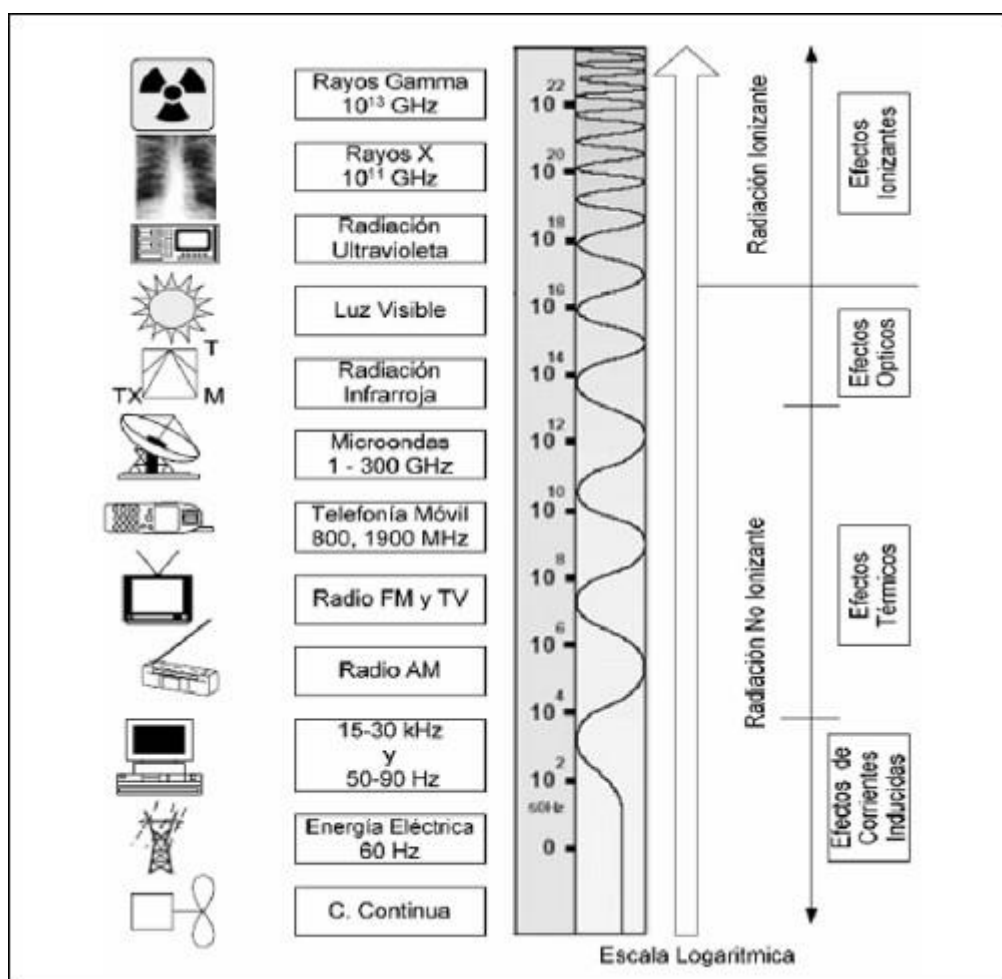 Rayos Gamma
10¹³ GHz
Rayos X
10¹¹ GHz
Radiación
Ultravioleta
Luz Visible
T
TX
M
Radiación
Infrarroja
Microondas
1 - 300 GHz
Telefonía Móvil
800, 1900 MHz
Radio FM y TV
Radio AM
15-30 kHz
y
50-90 Hz
Energía Eléctrica
60 Hz
C. Continua
10²²
10²⁰
10¹⁸
10¹⁶
10¹⁴
10¹²
10¹⁰
10⁸
10⁶
10⁴
10²
60Hz
0
Escala Logaritmica
Radiación Ionizante
Radiación No Ionizante
Efectos
Ionizantes
Efectos
Opticos
Efectos
Térmicos
Efectos de
Corrientes
Inducidas